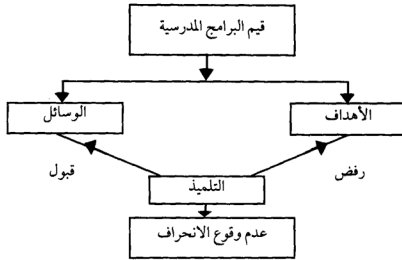 قيم البرامج المدرسية
الأهداف
الوسائل
رفض
قبول
التلميذ
عدم وقوع الانحراف